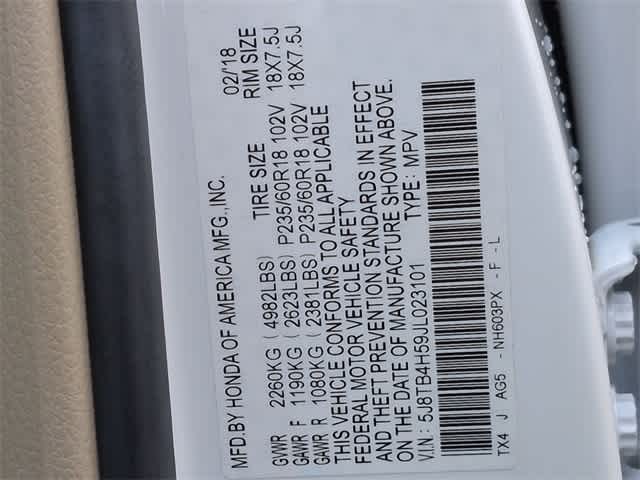 MFD.BY HONDA OF AMERICA MFG.,INC. 02/18
TIRE SIZE RIM SIZE
GVWR 2260KG ( 4982LBS)
GAWR F 1190KG ( 2623LBS) P235/60R18 102V 18X7.5J
GAWR R 1080KG ( 2381LBS) P235/60R18 102V 18X7.5J
THIS VEHICLE CONFORMS TO ALL APPLICABLE
FEDERAL MOTOR VEHICLE SAFETY
AND THEFT PREVENTION STANDARDS IN EFFECT
ON THE DATE OF MANUFACTURE SHOWN ABOVE.
V.I.N: 5J8TB4H59JL023101 TYPE: MPV
TX4 J AG5 - NH603PX - F - L